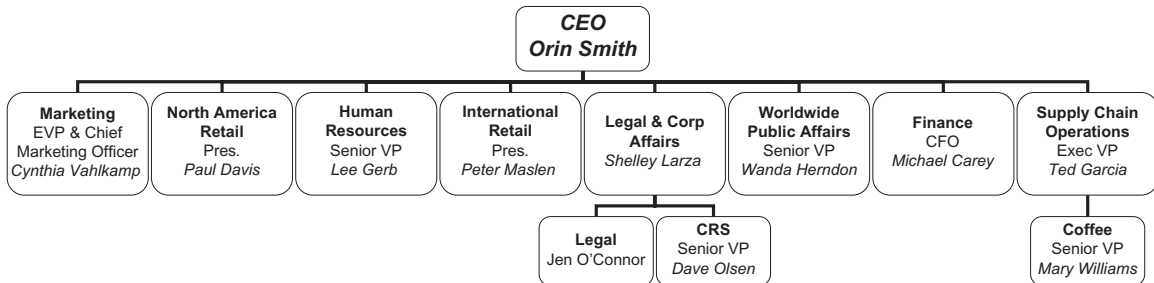 CEO
Orin Smith
Marketing
EVP & Chief
Marketing Officer
Cynthia Vahlkamp
North America
Retail
Pres.
Paul Davis
Human
Resources
Senior VP
Lee Gerb
International
Retail
Pres.
Peter Maslen
Legal & Corp
Affairs
Shelley Larza
Worldwide
Public Affairs
Senior VP
Wanda Herndon
Finance
CFO
Michael Carey
Supply Chain
Operations
Exec VP
Ted Garcia
Legal
Jen O’Connor
CRS
Senior VP
Dave Olsen
Coffee
Senior VP
Mary Williams